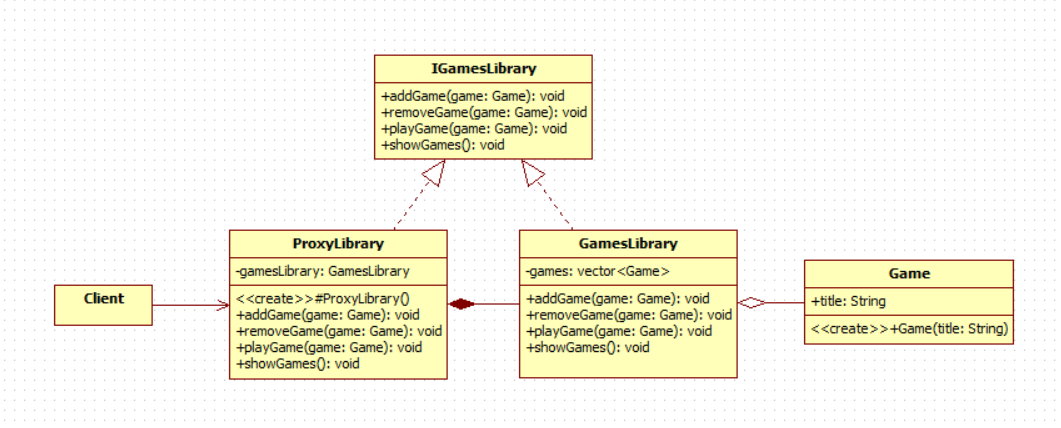 IGamesLibrary
+addGame(game: Game): void
+removeGame(game: Game): void
+playGame(game: Game): void
+showGames(): void
ProxyLibrary
-gamesLibrary: GamesLibrary
<<create>>#ProxyLibrary()
+addGame(game: Game): void
+removeGame(game: Game): void
+playGame(game: Game): void
+showGames(): void
GamesLibrary
-games: vector<Game>
+addGame(game: Game): void
+removeGame(game: Game): void
+playGame(game: Game): void
+showGames(): void
Game
+title: String
<<create>>+Game(title: String)
Client